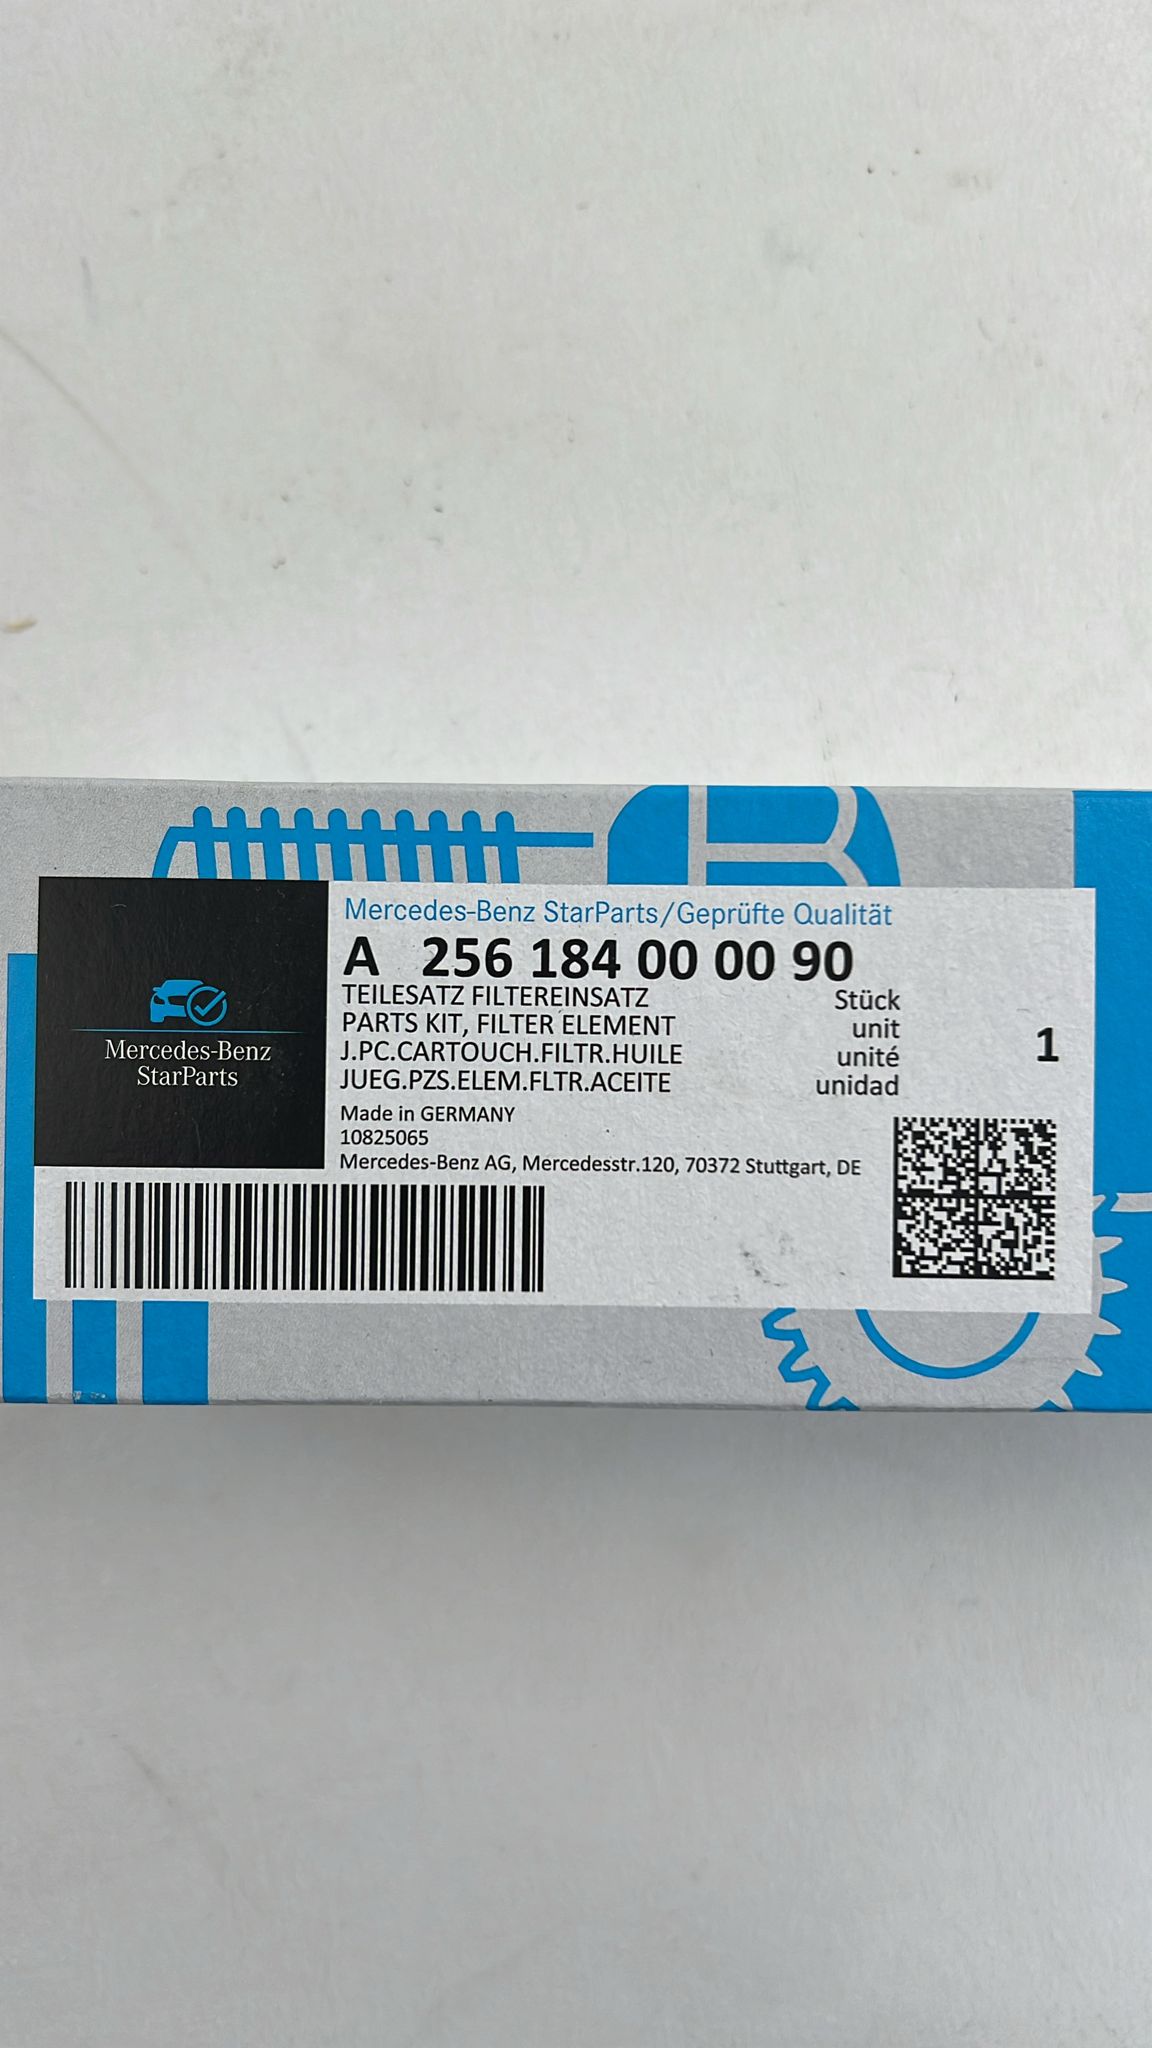 Mercedes-Benz StarParts/Geprüfte Qualität
A 256 184 00 00 90
TEILESATZ FILTEREINSATZ Stück
PARTS KIT, FILTER ELEMENT unit
J.PC.CARTOUCH.FILTR.HUILE unité
JUEG.PZS.ELEM.FLTR.ACEITE unidad
1
Made in GERMANY
10825065
Mercedes-Benz AG, Mercedesstr.120, 70372 Stuttgart, DE
Mercedes-Benz
StarParts